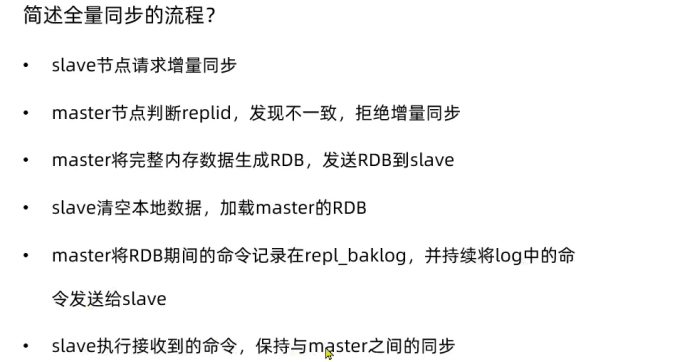 简述全量同步的流程？
• slave节点请求增量同步
• master节点判断replid，发现不一致，拒绝增量同步
• master将完整内存数据生成RDB，发送RDB到slave
• slave清空本地数据，加载master的RDB
• master将RDB期间的命令记录在repl_baklog，并持续将log中的命
令发送给slave
• slave执行接收到的命令，保持与master之间的同步